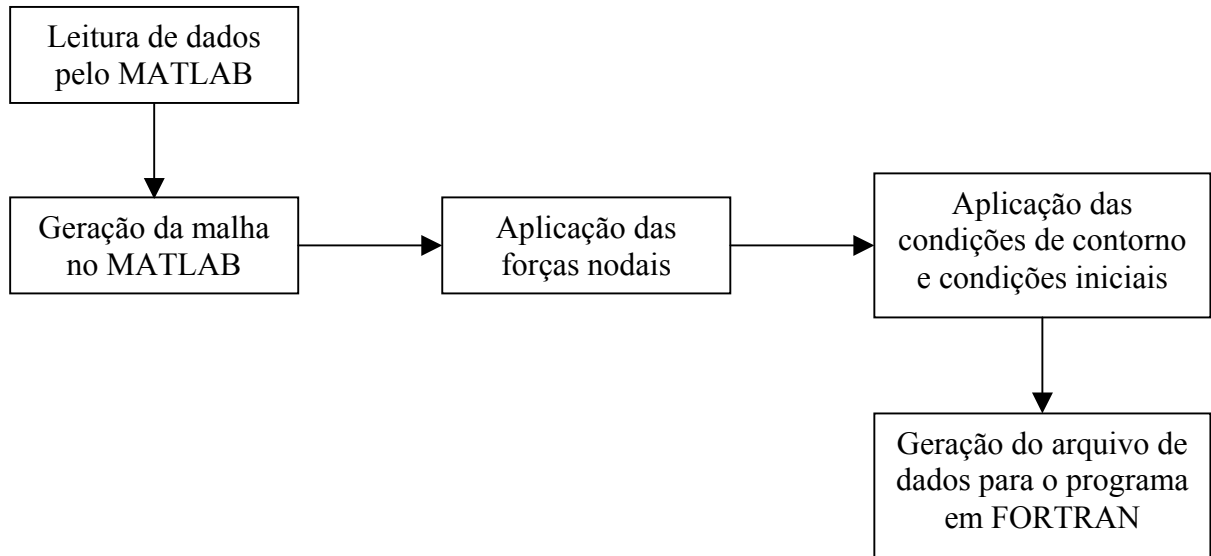 Leitura de dados
pelo MATLAB
Geração da malha
no MATLAB
Aplicação das
forças nodais
Aplicação das
condições de contorno
e condições iniciais
Geração do arquivo de
dados para o programa
em FORTRAN